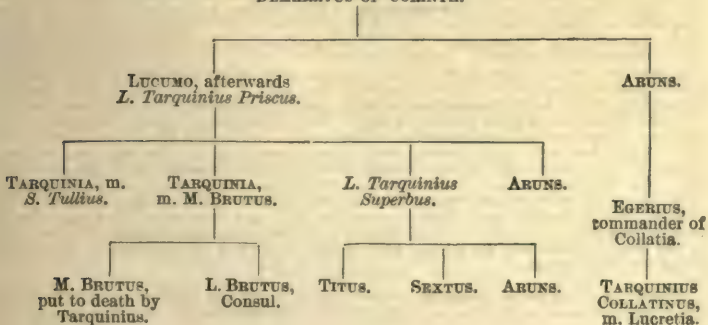 LUCUMO, afterwards
L. Tarquinius Priscus.
ARUNS.
TARQUINIA, m.
S. Tullius.
TARQUINIA,
m. M. BRUTUS.
L. Tarquinius
Superbus.
ARUNS.
EGERIUS,
commander of
Collatia.
M. BRUTUS,
put to death by
Tarquinius.
L. BRUTUS,
Consul.
TITUS.
SEXTUS.
ARUNS.
TARQUINIUS
COLLATINUS,
m. Lucretia.